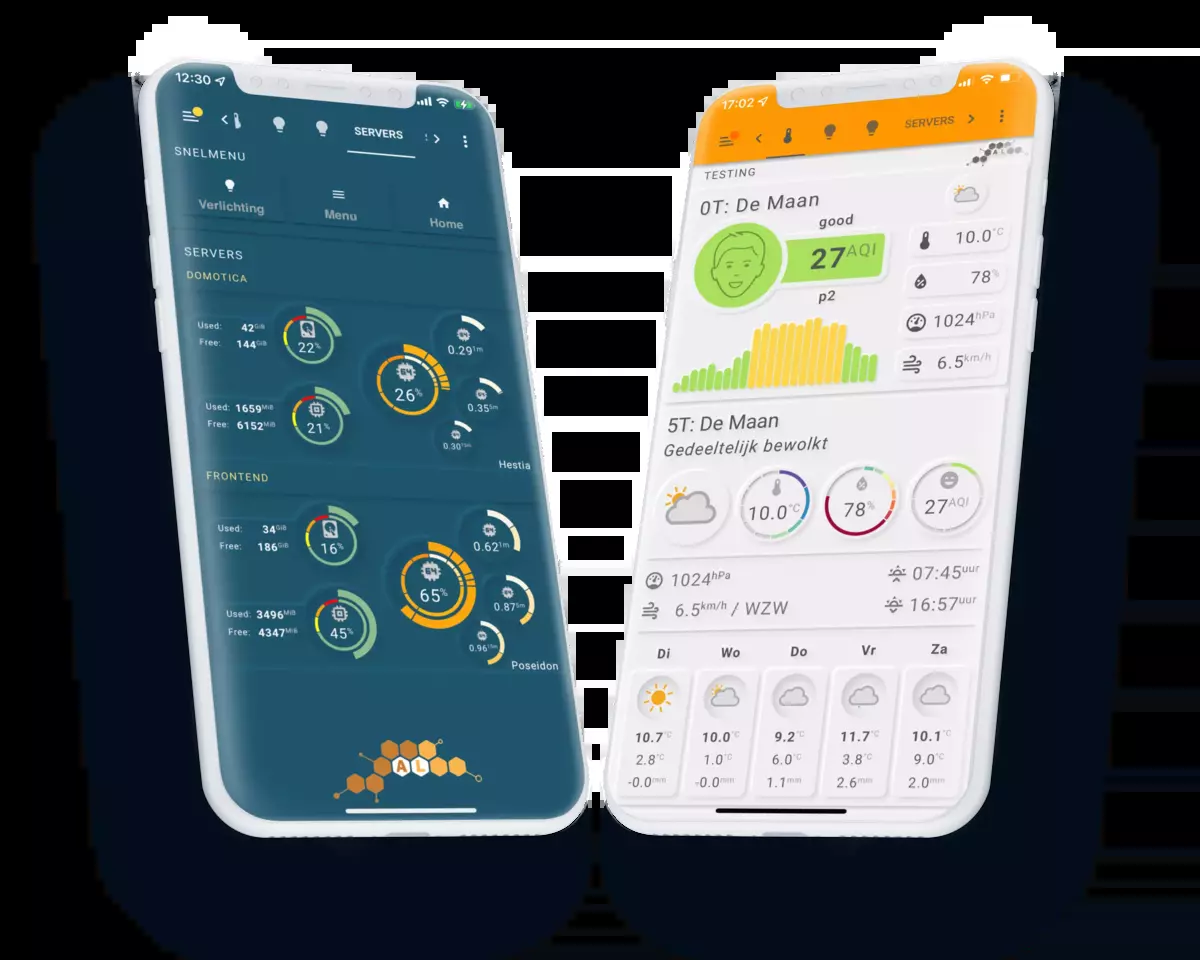 12:30
SERVERS
SNELMENU
Verlichting
Menu
Home
SERVERS
DOMOTICA
Used: 42GiB
Free: 144GiB
22%
64
26%
0.29 1m
0.35 5m
0.30 15m
Used: 1659MiB
Free: 6152MiB
21%
Hestia
FRONTEND
Used: 34GiB
Free: 186GiB
16%
64
65%
0.62 1m
0.87 5m
0.96 15m
Used: 3496MiB
Free: 4347MiB
45%
Poseidon
AL
17:02
SERVERS
TESTING
0T: De Maan
good
27 AQI
p2
10.0°C
78%
1024hPa
6.5km/h
5T: De Maan
Gedeeltelijk bewolkt
10.0°C
78%
27AQI
1024hPa
07:45uur
6.5km/h / WZW
16:57uur
Di Wo Do Vr Za
10.7°C 10.0°C 9.2°C 11.7°C 10.1°C
2.8°C 1.0°C 6.0°C 3.8°C 9.0°C
-0.0mm -0.0mm 1.1mm 2.6mm 2.0mm